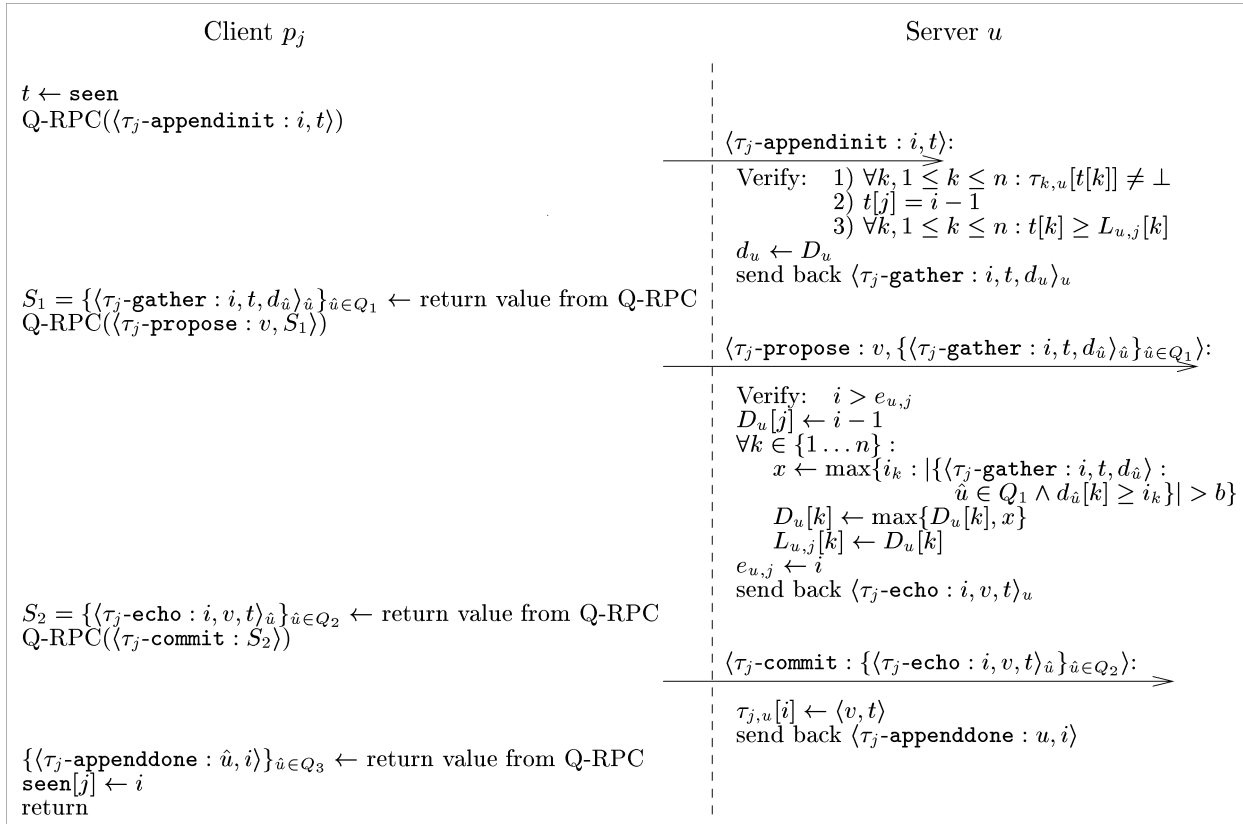 Client p_j
Server u
t ← seen
Q-RPC(⟨τ_j-appendinit : i, t⟩)
⟨τ_j-appendinit : i, t⟩:
Verify: 1) ∀k, 1 ≤ k ≤ n : τ_{k,u}[t[k]] ≠ ⊥
2) t[j] = i − 1
3) ∀k, 1 ≤ k ≤ n : t[k] ≥ L_{u,j}[k]
d_u ← D_u
send back ⟨τ_j-gather : i, t, d_u⟩_u
S_1 = {⟨τ_j-gather : i, t, d_û⟩_û}_{û∈Q_1} ← return value from Q-RPC
Q-RPC(⟨τ_j-propose : v, S_1⟩)
⟨τ_j-propose : v, {⟨τ_j-gather : i, t, d_û⟩_û}_{û∈Q_1}⟩:
Verify: i > e_{u,j}
D_u[j] ← i − 1
∀k ∈ {1 … n} :
x ← max{i_k : |{⟨τ_j-gather : i, t, d_û⟩ :
û ∈ Q_1 ∧ d_û[k] ≥ i_k}| > b}
D_u[k] ← max{D_u[k], x}
L_{u,j}[k] ← D_u[k]
e_{u,j} ← i
send back ⟨τ_j-echo : i, v, t⟩_u
S_2 = {⟨τ_j-echo : i, v, t⟩_û}_{û∈Q_2} ← return value from Q-RPC
Q-RPC(⟨τ_j-commit : S_2⟩)
⟨τ_j-commit : {⟨τ_j-echo : i, v, t⟩_û}_{û∈Q_2}⟩:
τ_{j,u}[i] ← ⟨v, t⟩
send back ⟨τ_j-appenddone : u, i⟩
{⟨τ_j-appenddone : û, i⟩}_{û∈Q_3} ← return value from Q-RPC
seen[j] ← i
return